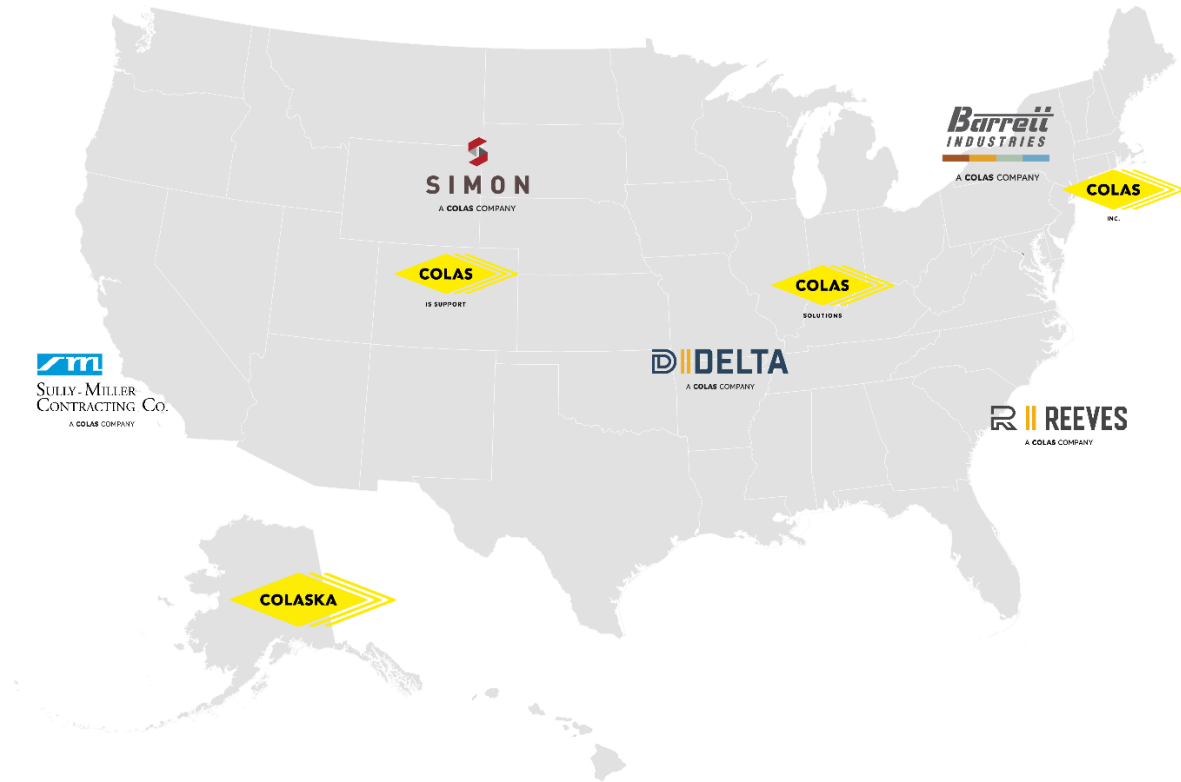 Barrett
INDUSTRIES
A COLAS COMPANY
SIMON
A COLAS COMPANY
COLAS
INC.
COLAS
IS SUPPORT
COLAS
SOLUTIONS
sm
SULLY-MILLER
CONTRACTING CO.
A COLAS COMPANY
D DELTA
A COLAS COMPANY
R REEVES
A COLAS COMPANY
COLASKA